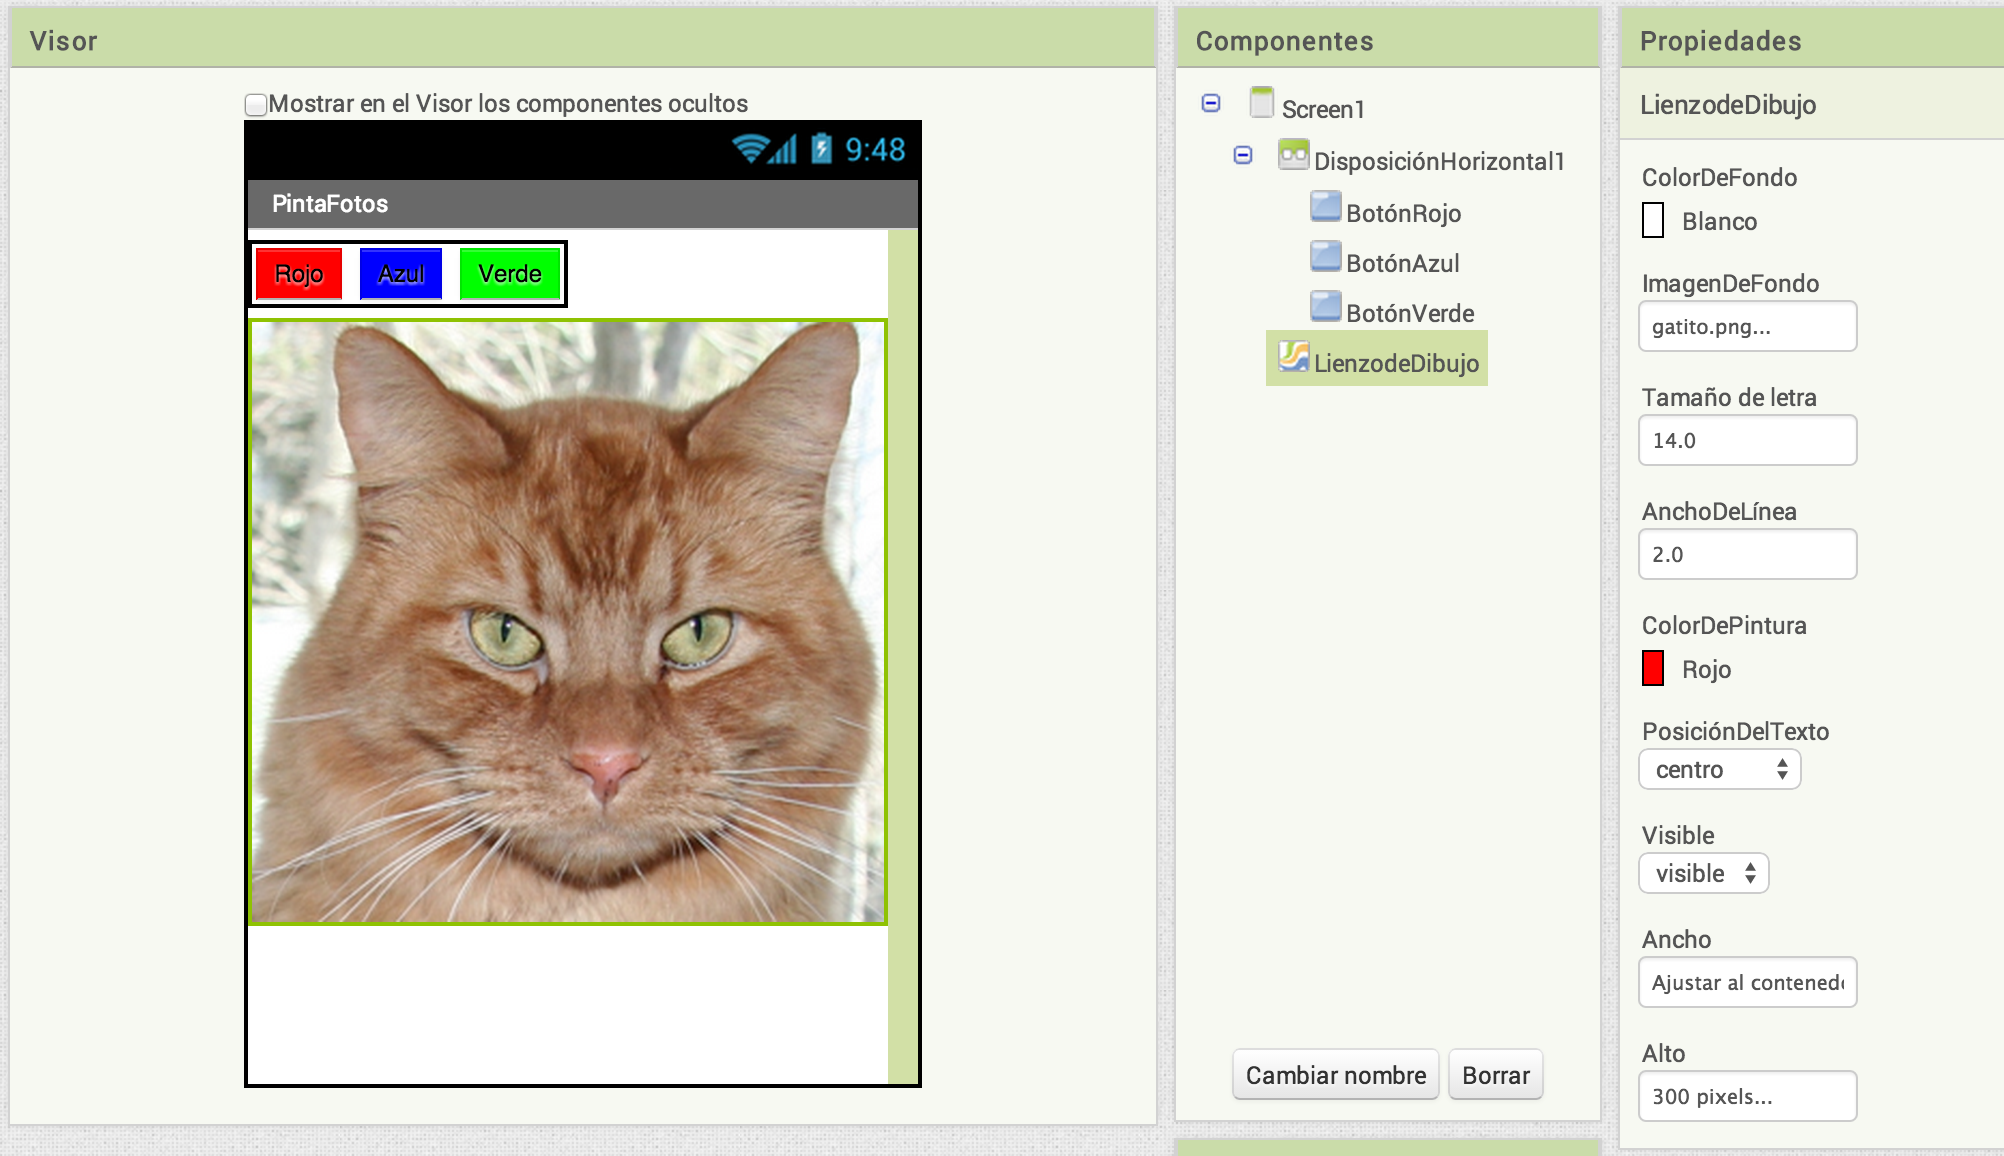 Visor
Mostrar en el Visor los componentes ocultos
9:48
PintaFotos
Rojo
Azul
Verde
Componentes
Screen1
DisposiciónHorizontal1
BotónRojo
BotónAzul
BotónVerde
LienzodeDibujo
Cambiar nombre
Borrar
Propiedades
LienzodeDibujo
ColorDeFondo
Blanco
ImagenDeFondo
gatito.png...
Tamaño de letra
14.0
AnchoDeLínea
2.0
ColorDePintura
Rojo
PosiciónDelTexto
centro
Visible
visible
Ancho
Ajustar al contened
Alto
300 pixels...